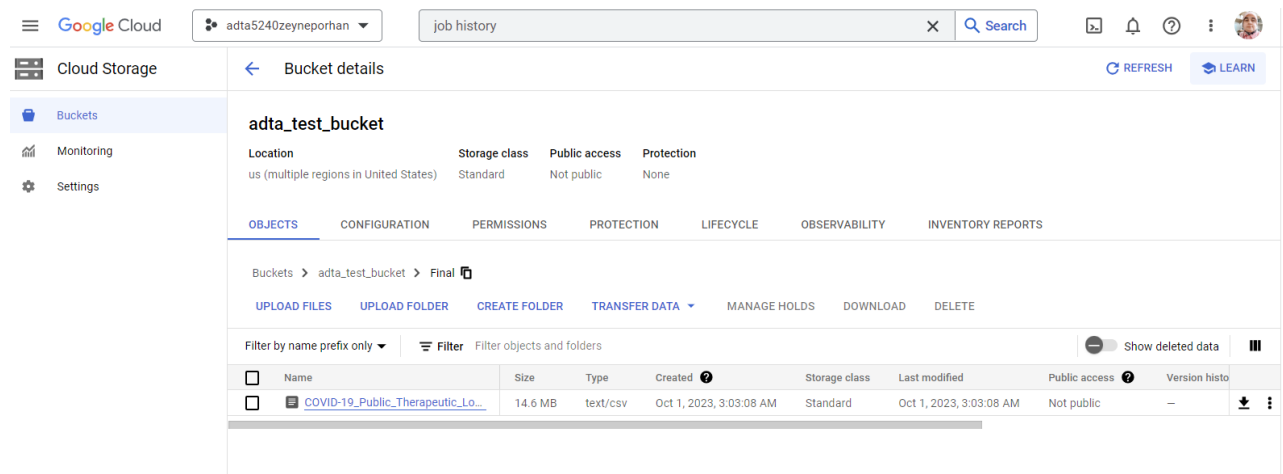 Google Cloud
adta5240zeyneporhan
job history
Search
Cloud Storage
Bucket details
REFRESH
LEARN
Buckets
Monitoring
Settings
adta_test_bucket
Location Storage class Public access Protection
us (multiple regions in United States) Standard Not public None
OBJECTS CONFIGURATION PERMISSIONS PROTECTION LIFECYCLE OBSERVABILITY INVENTORY REPORTS
Buckets > adta_test_bucket > Final
UPLOAD FILES UPLOAD FOLDER CREATE FOLDER TRANSFER DATA MANAGE HOLDS DOWNLOAD DELETE
Filter by name prefix only Filter Filter objects and folders Show deleted data
Name Size Type Created Storage class Last modified Public access Version histo
COVID-19_Public_Therapeutic_Lo... 14.6 MB text/csv Oct 1, 2023, 3:03:08 AM Standard Oct 1, 2023, 3:03:08 AM Not public —